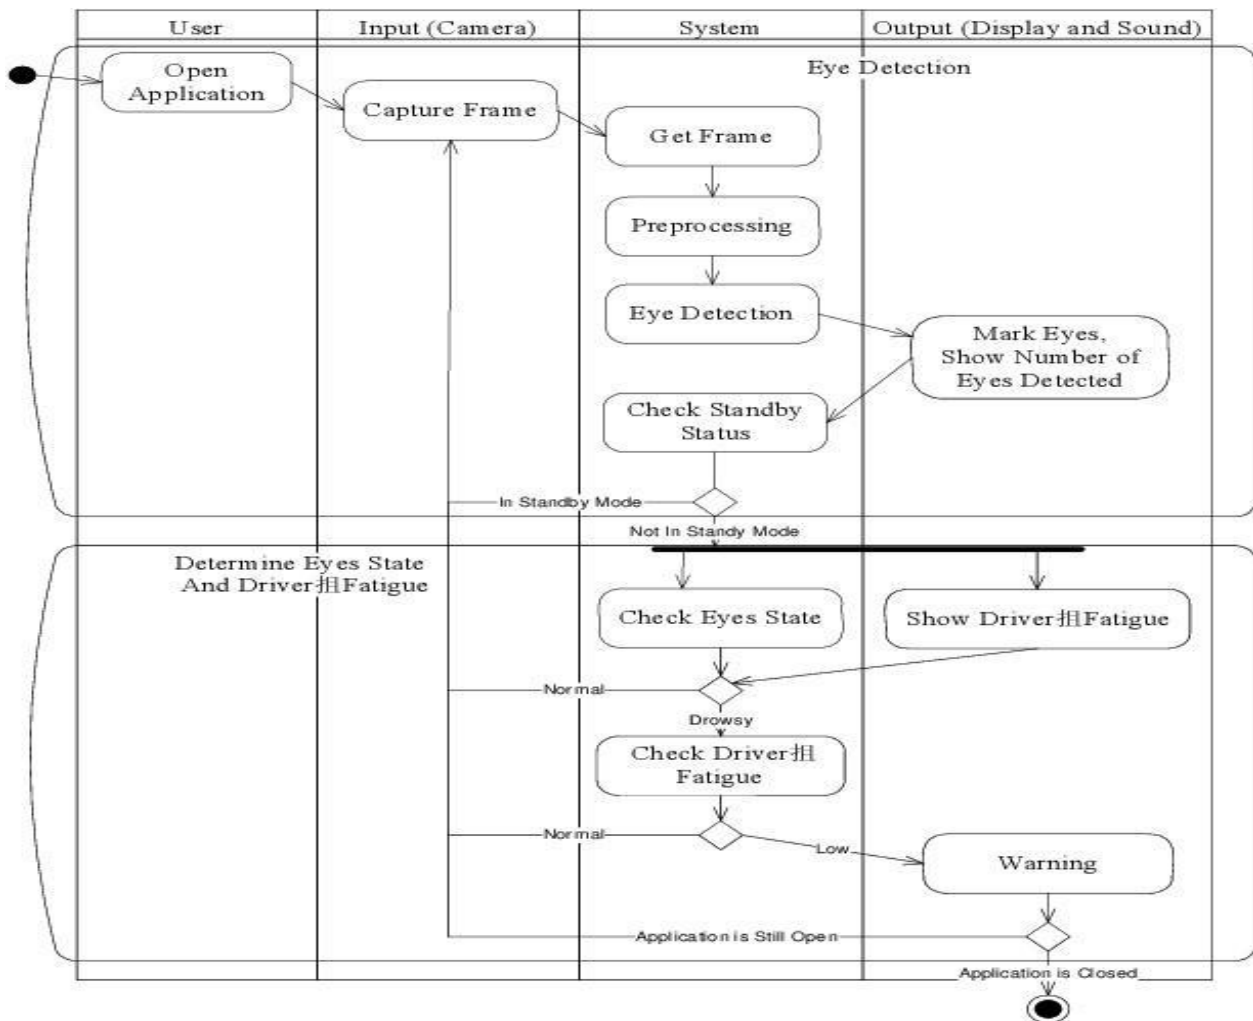 User
Input (Camera)
System
Output (Display and Sound)
Eye Detection
Open
Application
Capture Frame
Get Frame
Preprocessing
Eye Detection
Mark Eyes,
Show Number of
Eyes Detected
Check Standby
Status
In Standby Mode
Not In Standy Mode
Determine Eyes State
And Driver担Fatigue
Check Eyes State
Show Driver担Fatigue
Normal
Drowsy
Check Driver担
Fatigue
Normal
Low
Warning
Application is Still Open
Application is Closed